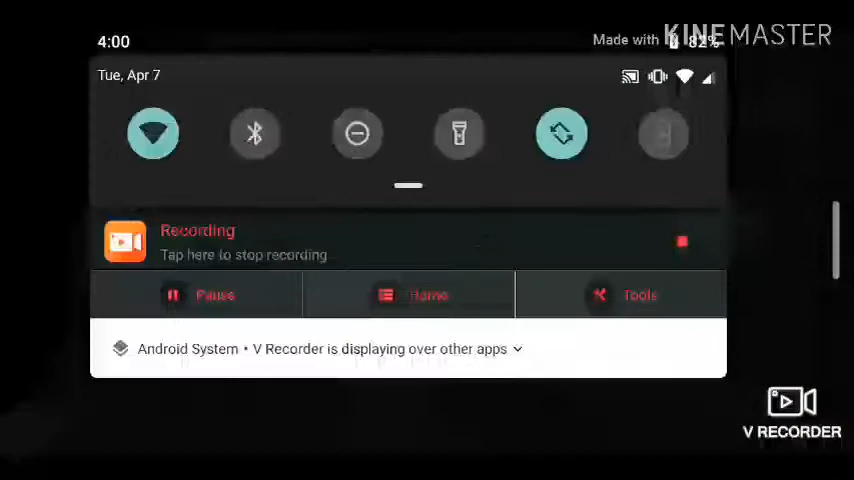 4:00
Made with
KINEMASTER
82%
Tue, Apr 7
Recording
Tap here to stop recording
Pause
Home
Tools
Android System • V Recorder is displaying over other apps
V RECORDER